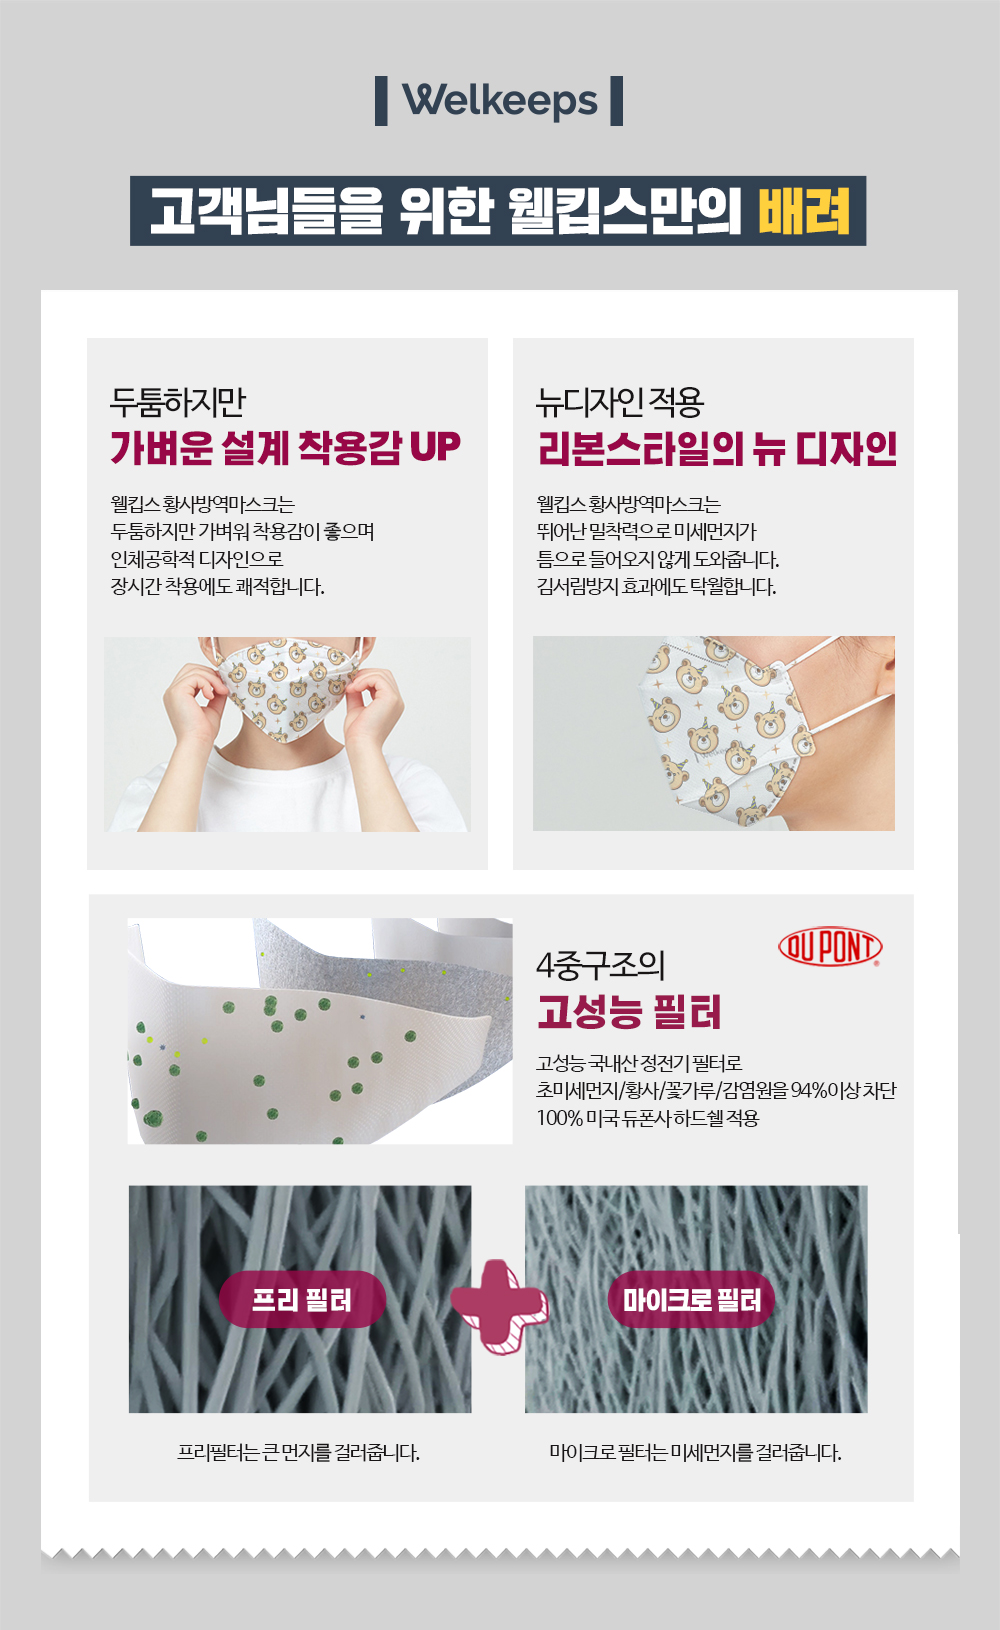 Welkeeps
고객님들을 위한 웰킵스만의 배려
두툼하지만
가벼운 설계 착용감 UP
웰킵스 황사방역마스크는
두툼하지만 가벼워 착용감이 좋으며
인체공학적 디자인으로
장시간 착용에도 쾌적합니다.
뉴디자인 적용
리본스타일의 뉴 디자인
웰킵스 황사방역마스크는
뛰어난 밀착력으로 미세먼지가
틈으로 들어오지 않게 도와줍니다.
김서림방지 효과에도 탁월합니다.
DU PONT
4중구조의
고성능 필터
고성능 국내산 정전기 필터로
초미세먼지/황사/꽃가루/감염원을 94%이상 차단
100% 미국 듀폰사 하드쉘 적용
프리 필터
마이크로 필터
프리필터는 큰 먼지를 걸러줍니다.
마이크로 필터는 미세먼지를 걸러줍니다.